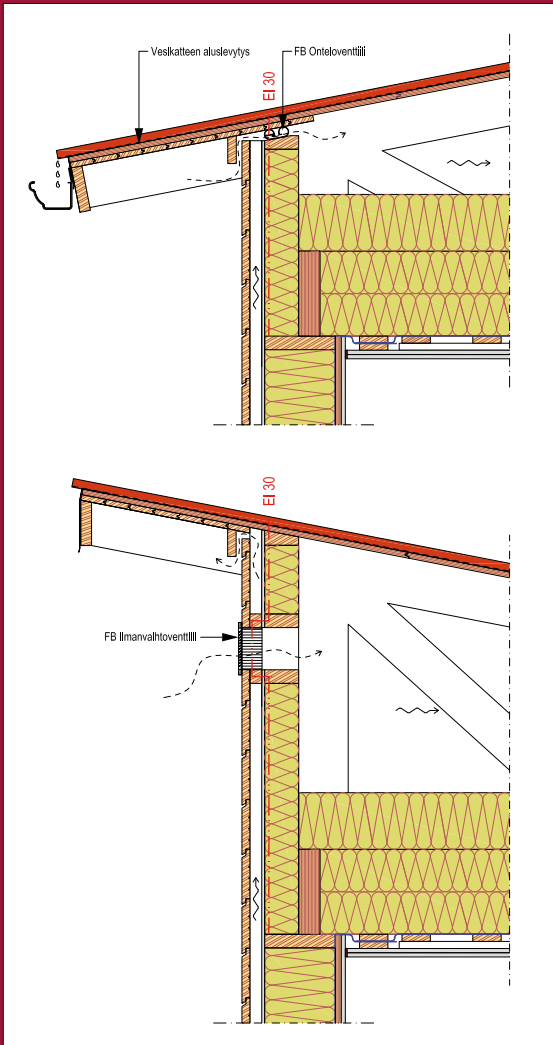 Vesikatteen aluslevytys
FB Onteloventtiili
EI 30
EI 30
FB Ilmanvaihtoventtiili